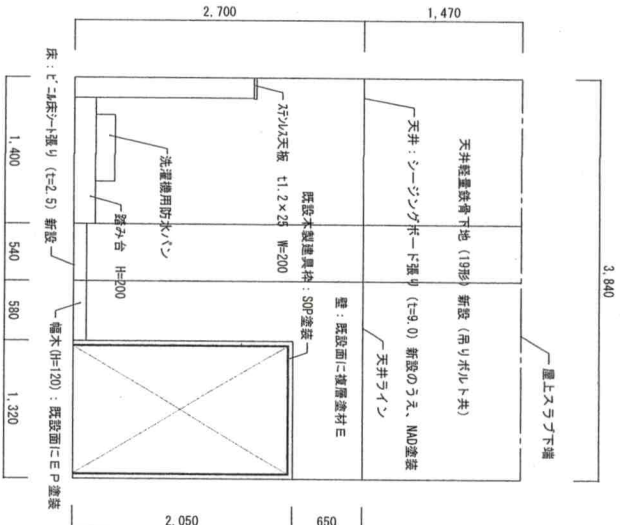 2,700
1,470
3,840
屋上スラブ下端
天井軽量鉄骨下地 (19形) 新設 (吊りボルト共)
天井：シージングボード張り (t=9.0) 新設のうえ、NAD塗装
天井ライン
壁：既設面に複層塗材E
既設木製建具枠：SOP塗装
ステンレス天板 t1.2×25 W=200
洗濯機用防水パン
踏み台 H=200
床：ビニル床シート張り (t=2.5) 新設
幅木(H=120)：既設面にEP塗装
1,400
540
580
1,320
2,050
650